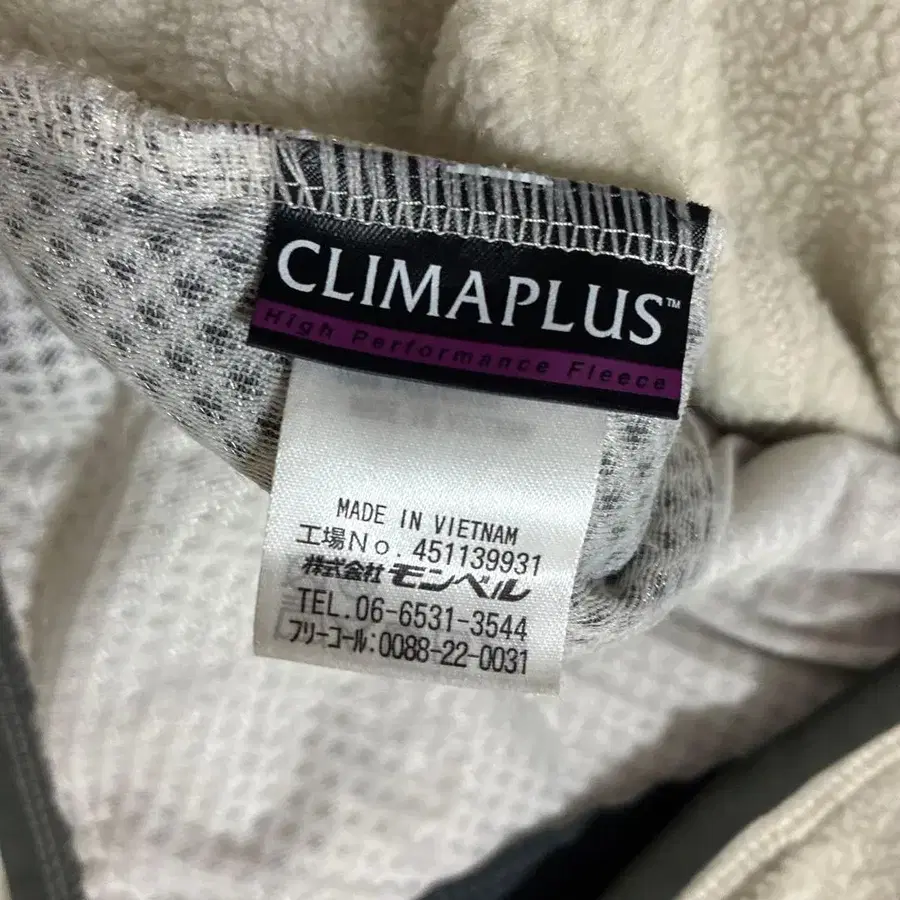 CLIMAPLUS™
High Performance Fleece
MADE IN VIETNAM
工場No. 451139931
株式会社 モンベル
TEL.06-6531-3544
フリーコール:0088-22-0031